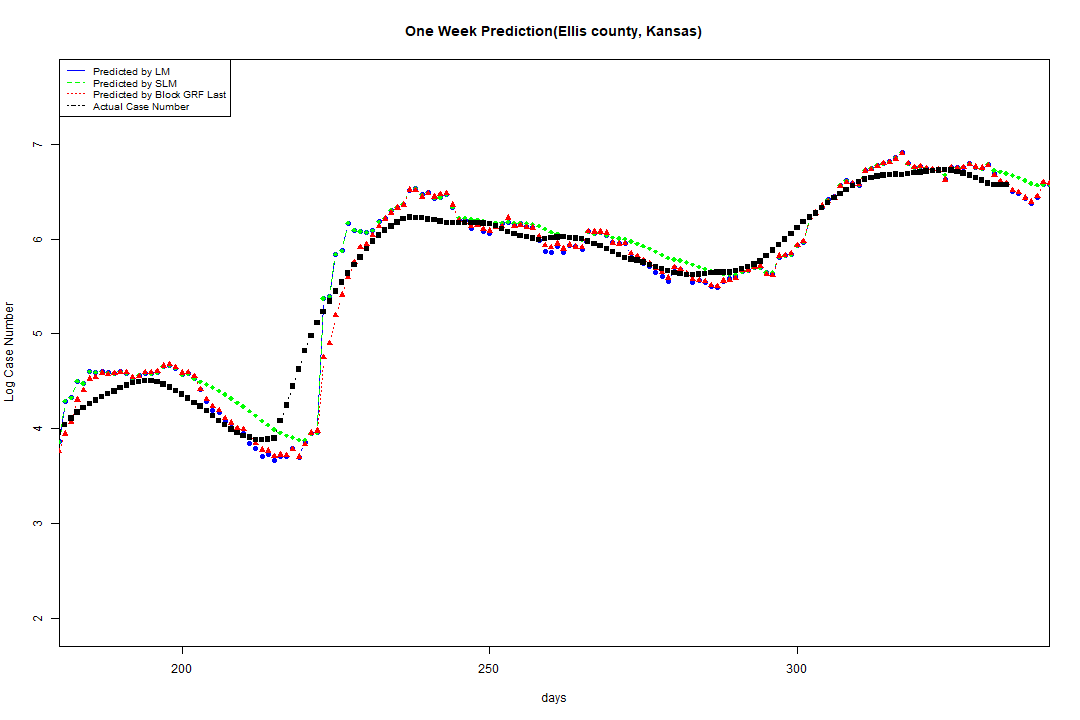 One Week Prediction(Ellis county, Kansas)
Predicted by LM
Predicted by SLM
Predicted by Block GRF Last
Actual Case Number
7
6
5
4
3
2
Log Case Number
200
250
300
days